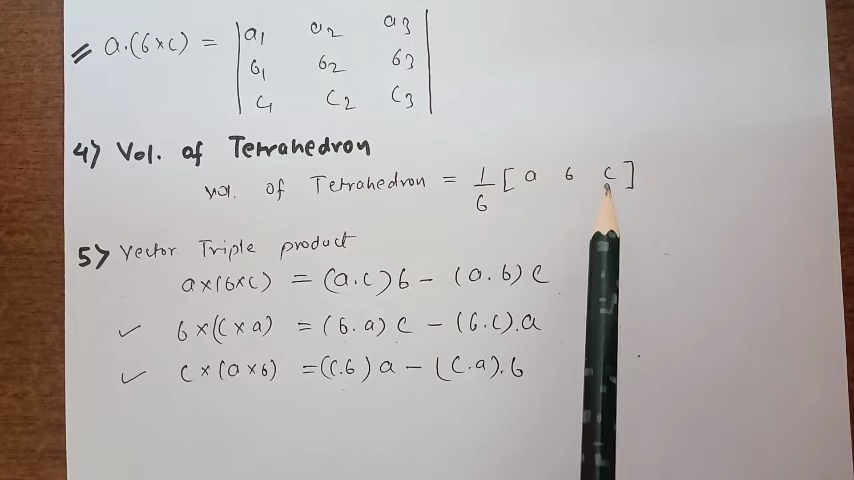 a.(b×c) = | a1 a2 a3
b1 b2 b3
c1 c2 c3 |
4) Vol. of Tetrahedron
vol. of Tetrahedron = 1/6 [ a b c ]
5) Vector Triple product
a×(b×c) = (a.c)b - (a.b)c
✓ b×(c×a) = (b.a)c - (b.c).a
✓ c×(a×b) = (c.b)a - (c.a).b